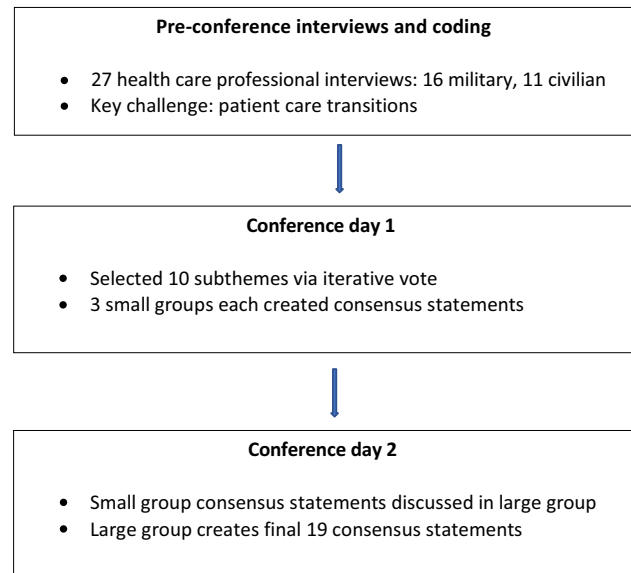 Pre-conference interviews and coding
• 27 health care professional interviews: 16 military, 11 civilian
• Key challenge: patient care transitions
Conference day 1
• Selected 10 subthemes via iterative vote
• 3 small groups each created consensus statements
Conference day 2
• Small group consensus statements discussed in large group
• Large group creates final 19 consensus statements